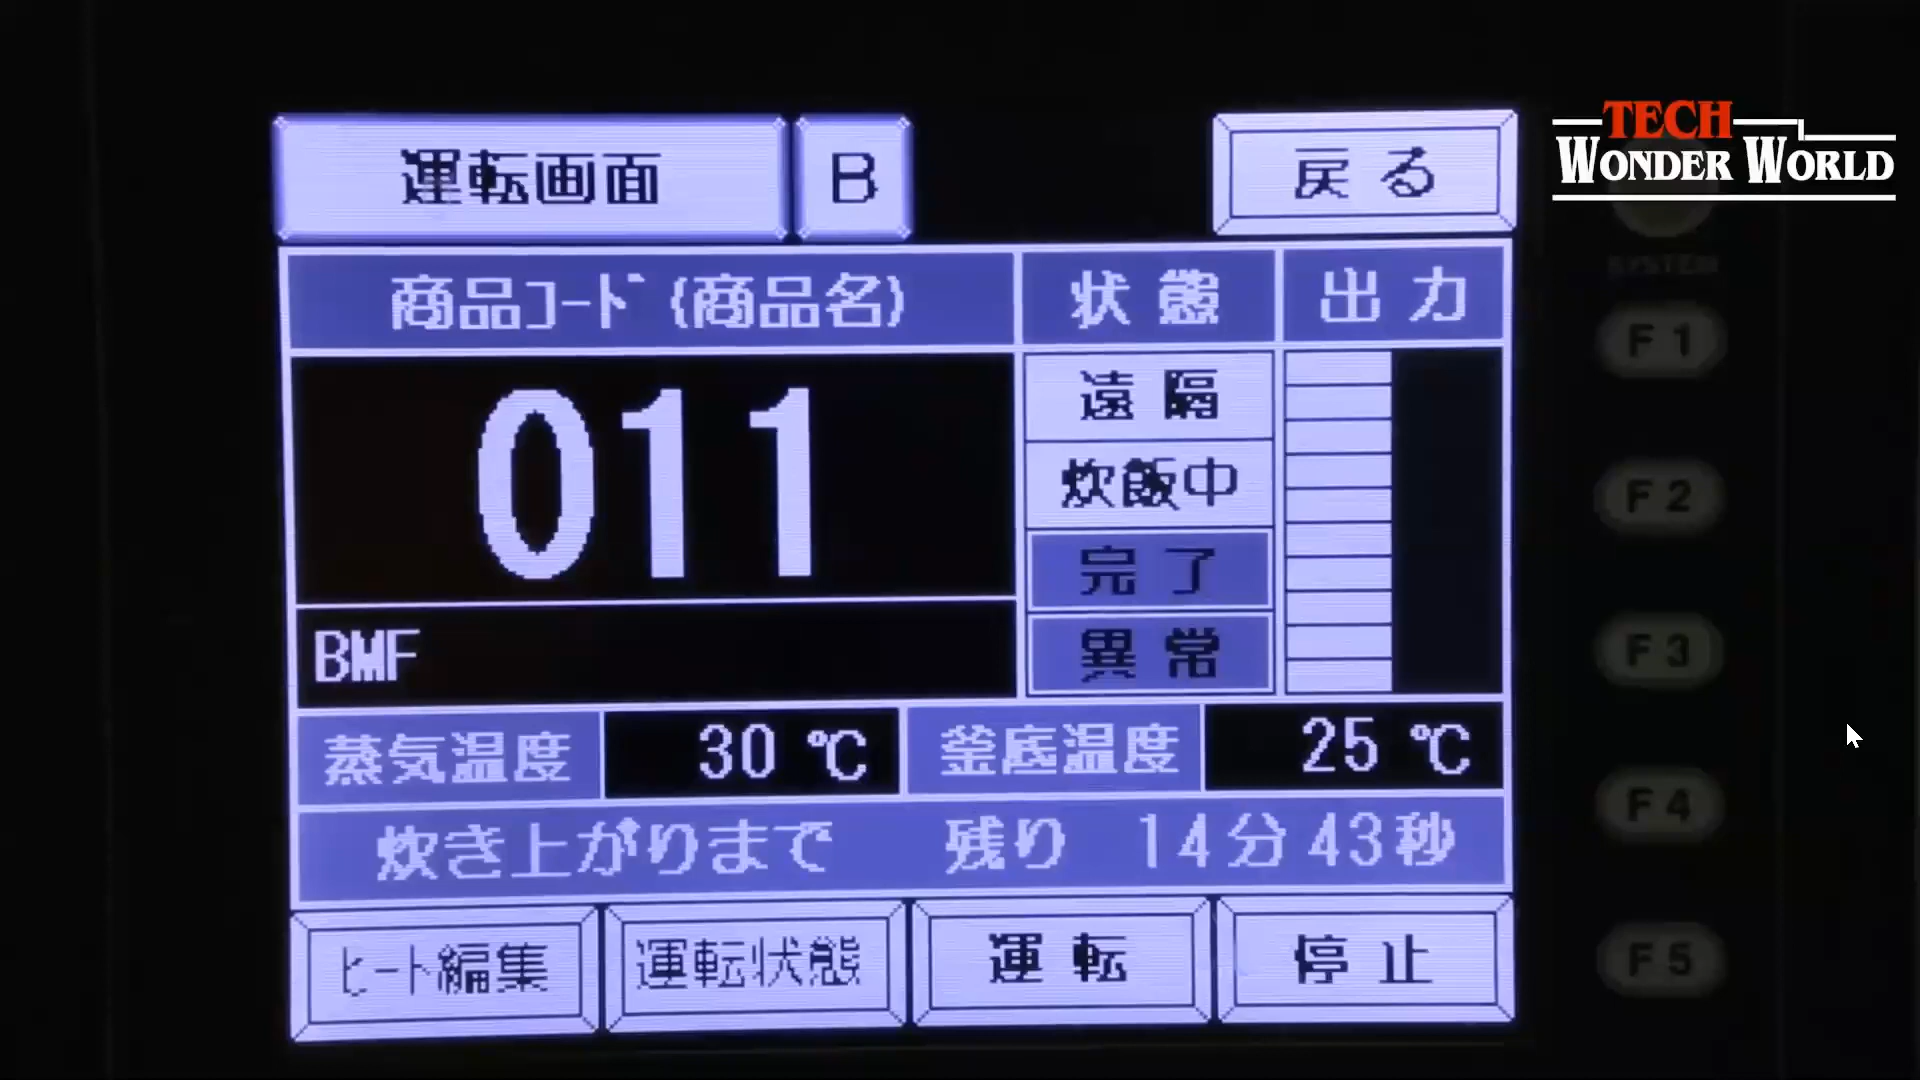 TECH
WONDER WORLD
運転画面 B 戻る
商品コード(商品名) 状態 出力
011
遠隔
炊飯中
完了
異常
BMF
蒸気温度 30 ℃ 釜底温度 25 ℃
炊き上がりまで 残り 14分43秒
ヒート編集 運転状態 運転 停止
SYSTEM
F1
F2
F3
F4
F5